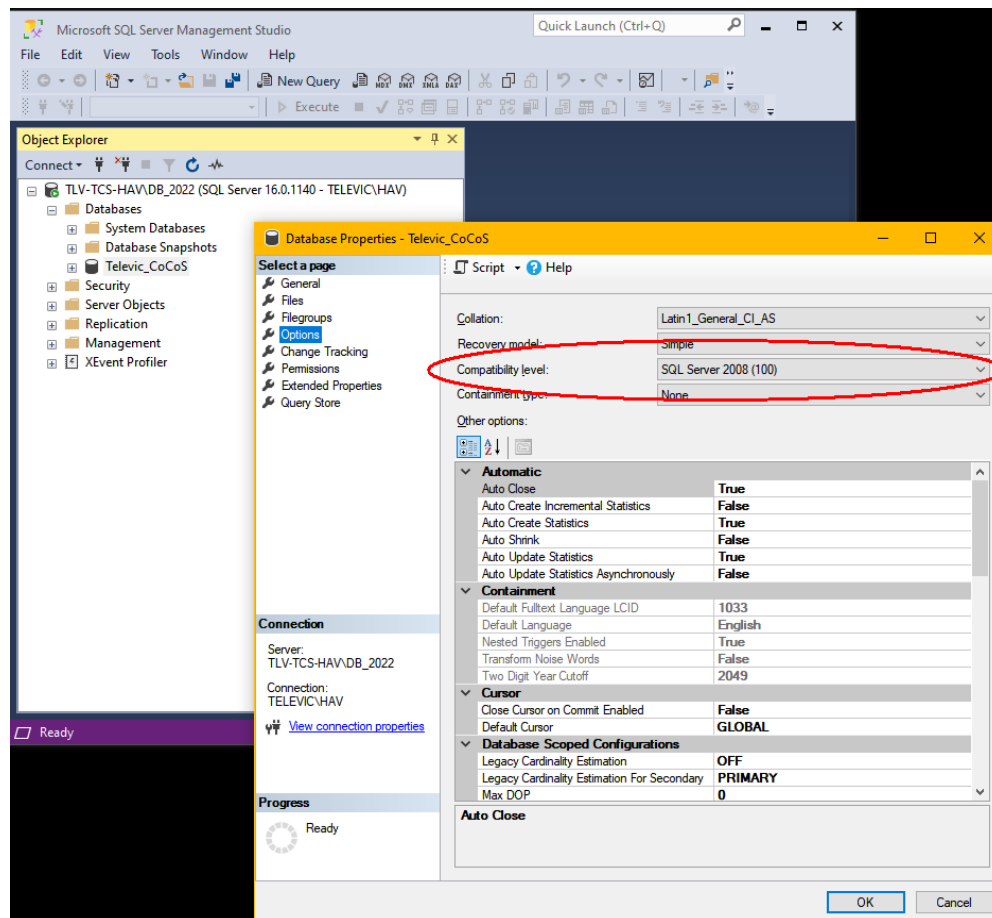 Microsoft SQL Server Management Studio
Quick Launch (Ctrl+Q)
File Edit View Tools Window Help
New Query MDX DMX XMLA DAX
Execute
Object Explorer
Connect
TLV-TCS-HAV\DB_2022 (SQL Server 16.0.1140 - TELEVIC\HAV)
Databases
System Databases
Database Snapshots
Televic_CoCoS
Security
Server Objects
Replication
Management
XEvent Profiler
Ready
Database Properties - Televic_CoCoS
Select a page
General
Files
Filegroups
Options
Change Tracking
Permissions
Extended Properties
Query Store
Connection
Server:
TLV-TCS-HAV\DB_2022
Connection:
TELEVIC\HAV
View connection properties
Progress
Ready
Script Help
Collation: Latin1_General_CI_AS
Recovery model: Simple
Compatibility level: SQL Server 2008 (100)
Containment type: None
Other options:
Automatic
Auto Close True
Auto Create Incremental Statistics False
Auto Create Statistics True
Auto Shrink False
Auto Update Statistics True
Auto Update Statistics Asynchronously False
Containment
Default Fulltext Language LCID 1033
Default Language English
Nested Triggers Enabled True
Transform Noise Words False
Two Digit Year Cutoff 2049
Cursor
Close Cursor on Commit Enabled False
Default Cursor GLOBAL
Database Scoped Configurations
Legacy Cardinality Estimation OFF
Legacy Cardinality Estimation For Secondary PRIMARY
Max DOP 0
Auto Close
OK Cancel